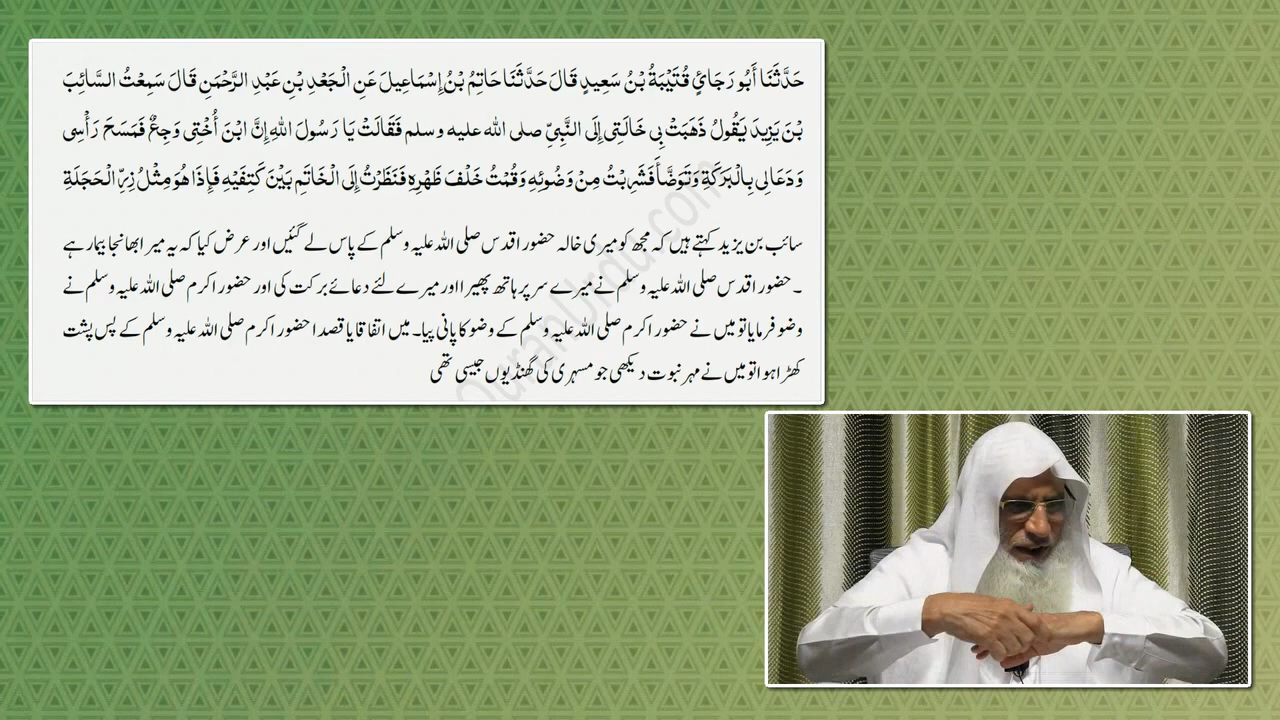 حَدَّثَنَا أَبُو رَجَائٍ قُتَيْبَةُ بْنُ سَعِيدٍ قَالَ حَدَّثَنَا حَاتِمُ بْنُ إِسْمَاعِيلَ عَنِ الْجَعْدِ بْنِ عَبْدِ الرَّحْمَنِ قَالَ سَمِعْتُ السَّائِبَ
بْنَ يَزِيدَ يَقُولُ ذَهَبَتْ بِي خَالَتِي إِلَى النَّبِيِّ صلی اللہ علیہ وسلم فَقَالَتْ يَا رَسُولَ اللهِ إِنَّ ابْنَ أُخْتِي وَجِعٌ فَمَسَحَ رَأْسِي
وَدَعَا لِي بِالْبَرَكَةِ وَتَوَضَّأَ فَشَرِبْتُ مِنْ وَضُوئِهِ وَقُمْتُ خَلْفَ ظَهْرِهِ فَنَظَرْتُ إِلَى الْخَاتَمِ بَيْنَ كَتِفَيْهِ فَإِذَا هُوَ مِثْلُ زِرِّ الْحَجَلَةِ
سائب بن یزید کہتے ہیں کہ مجھ کو میری خالہ حضور اقدس صلی اللہ علیہ وسلم کے پاس لے گئیں اور عرض کیا کہ یہ میرا بھانجا بیمار ہے
۔ حضور اقدس صلی اللہ علیہ وسلم نے میرے سر پر ہاتھ پھیرا اور میرے لئے دعائے برکت کی اور حضور اکرم صلی اللہ علیہ وسلم نے
وضو فرمایا تو میں نے حضور اکرم صلی اللہ علیہ وسلم کے وضو کا پانی پیا۔ میں اتفاقا یا قصدا حضور اکرم صلی اللہ علیہ وسلم کے پس پشت
کھڑا ہوا تو میں نے مہر نبوت دیکھی جو مسہری کی گھنڈیوں جیسی تھی
QuranUrdu.com